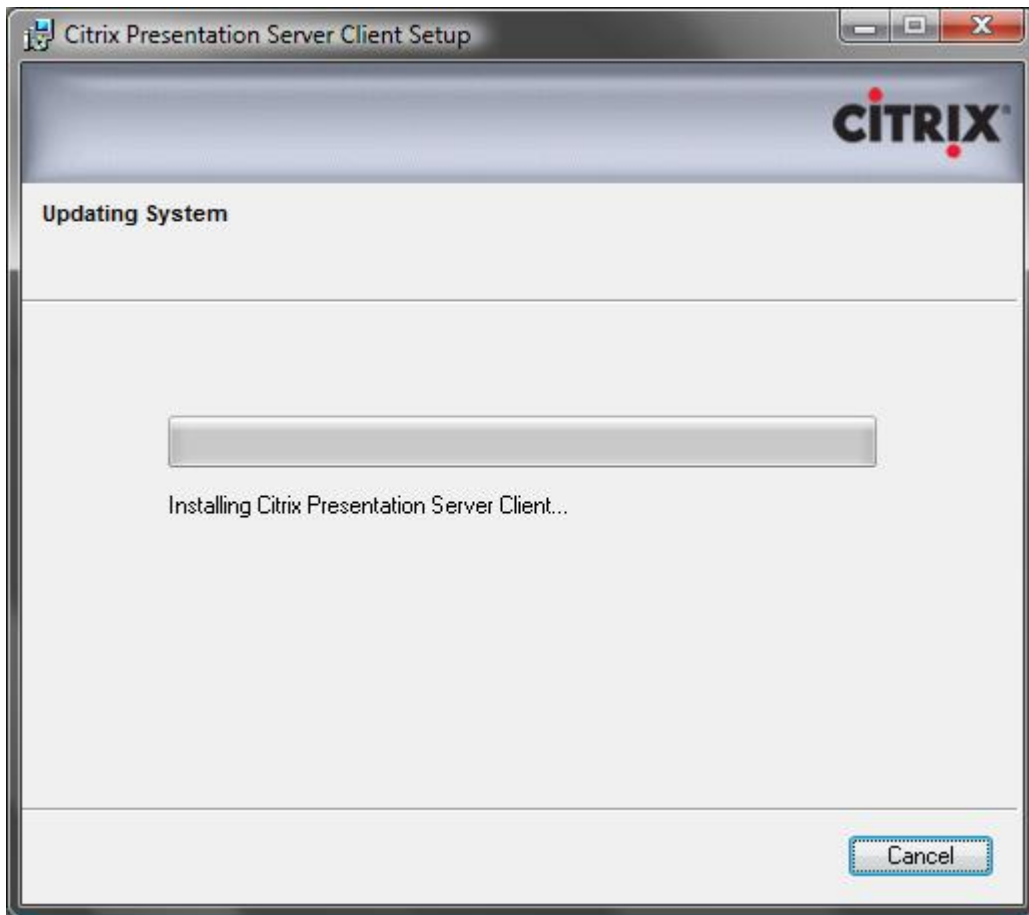 Citrix Presentation Server Client Setup
CITRIX®
Updating System
Installing Citrix Presentation Server Client...
Cancel